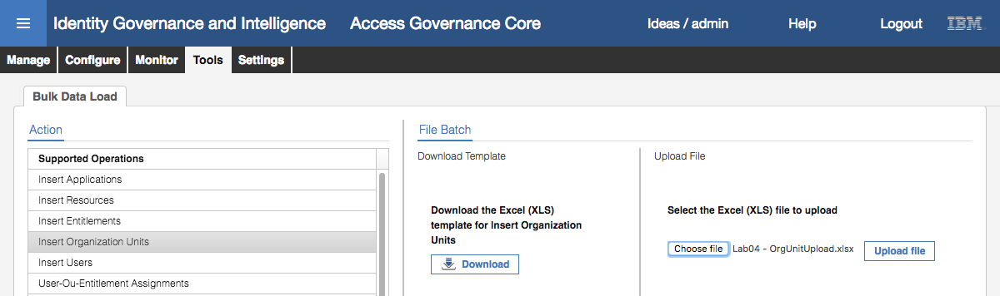 Identity Governance and Intelligence Access Governance Core Ideas / admin Help Logout IBM
Manage Configure Monitor Tools Settings
Bulk Data Load
Action
Supported Operations
Insert Applications
Insert Resources
Insert Entitlements
Insert Organization Units
Insert Users
User-Ou-Entitlement Assignments
File Batch
Download Template
Download the Excel (XLS)
template for Insert Organization
Units
Download
Upload File
Select the Excel (XLS) file to upload
Choose file Lab04 - OrgUnitUpload.xlsx Upload file